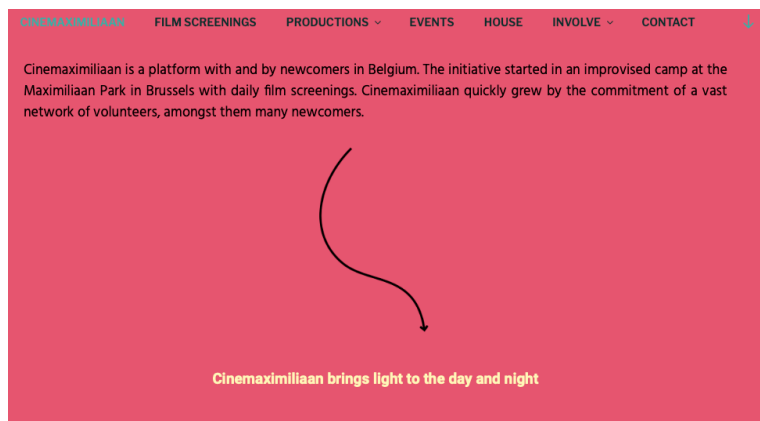 CINEMAXIMILIAAN FILM SCREENINGS PRODUCTIONS EVENTS HOUSE INVOLVE CONTACT
Cinemaximiliaan is a platform with and by newcomers in Belgium. The initiative started in an improvised camp at the
Maximiliaan Park in Brussels with daily film screenings. Cinemaximiliaan quickly grew by the commitment of a vast
network of volunteers, amongst them many newcomers.
Cinemaximiliaan brings light to the day and night